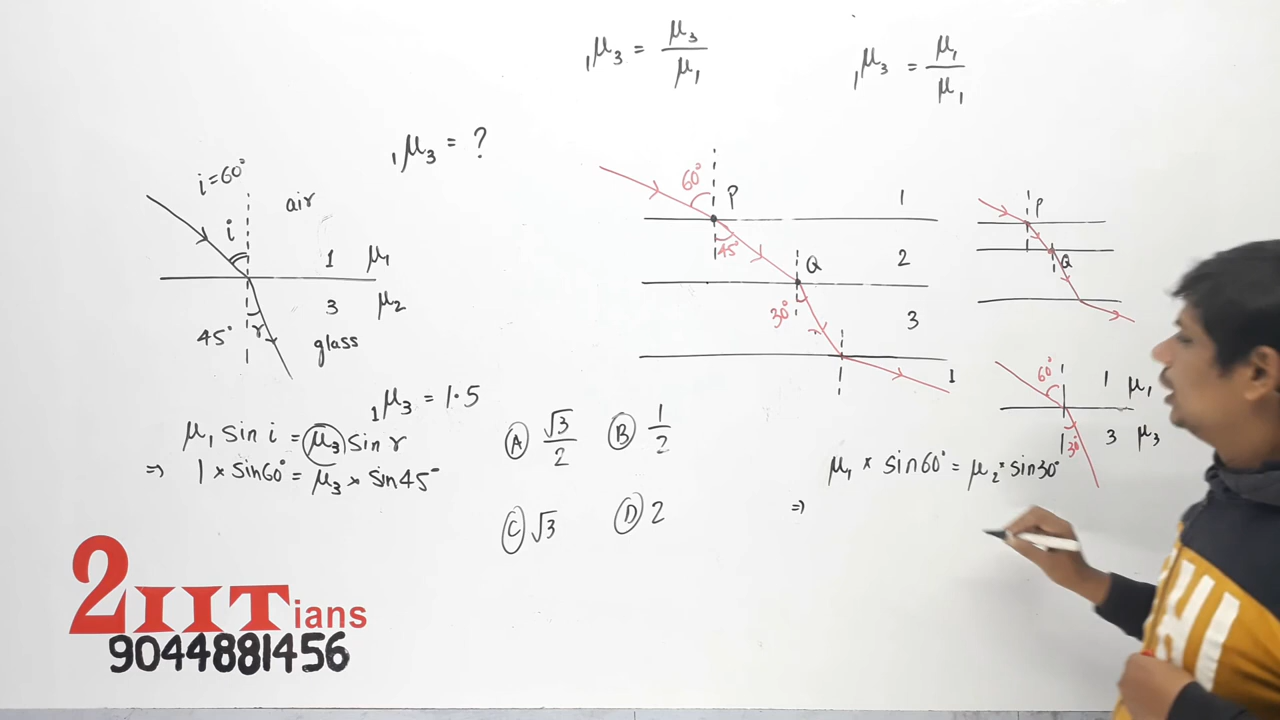 ₁μ₃ = μ₃/μ₁
₁μ₃ = μ₁/μ₁
₁μ₃ = ?
i=60°
i
air
1 μ₁
3 μ₂
45° r
glass
₁μ₃ = 1.5
μ₁ sin i = μ₃ sin r
⇒ 1 × sin60° = μ₃ × sin45°
A √3/2 B 1/2
C √3 D 2
60° P 1
45° Q 2
30° r 3
1
P
Q
60° 1 μ₁
30° 3 μ₃
μ₁ × sin60° = μ₂ × sin30°
⇒
2IITians
9044881456